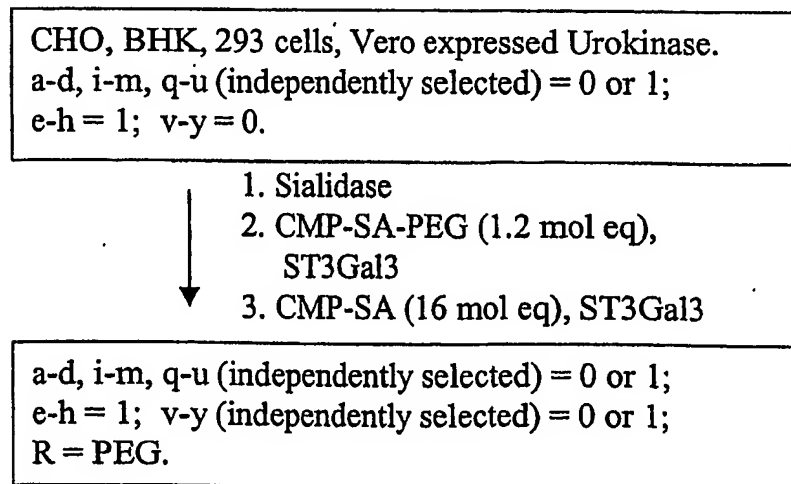 CHO, BHK, 293 cells, Vero expressed Urokinase.
a-d, i-m, q-u (independently selected) = 0 or 1;
e-h = 1; v-y = 0.
1. Sialidase
2. CMP-SA-PEG (1.2 mol eq),
ST3Gal3
3. CMP-SA (16 mol eq), ST3Gal3
a-d, i-m, q-u (independently selected) = 0 or 1;
e-h = 1; v-y (independently selected) = 0 or 1;
R = PEG.